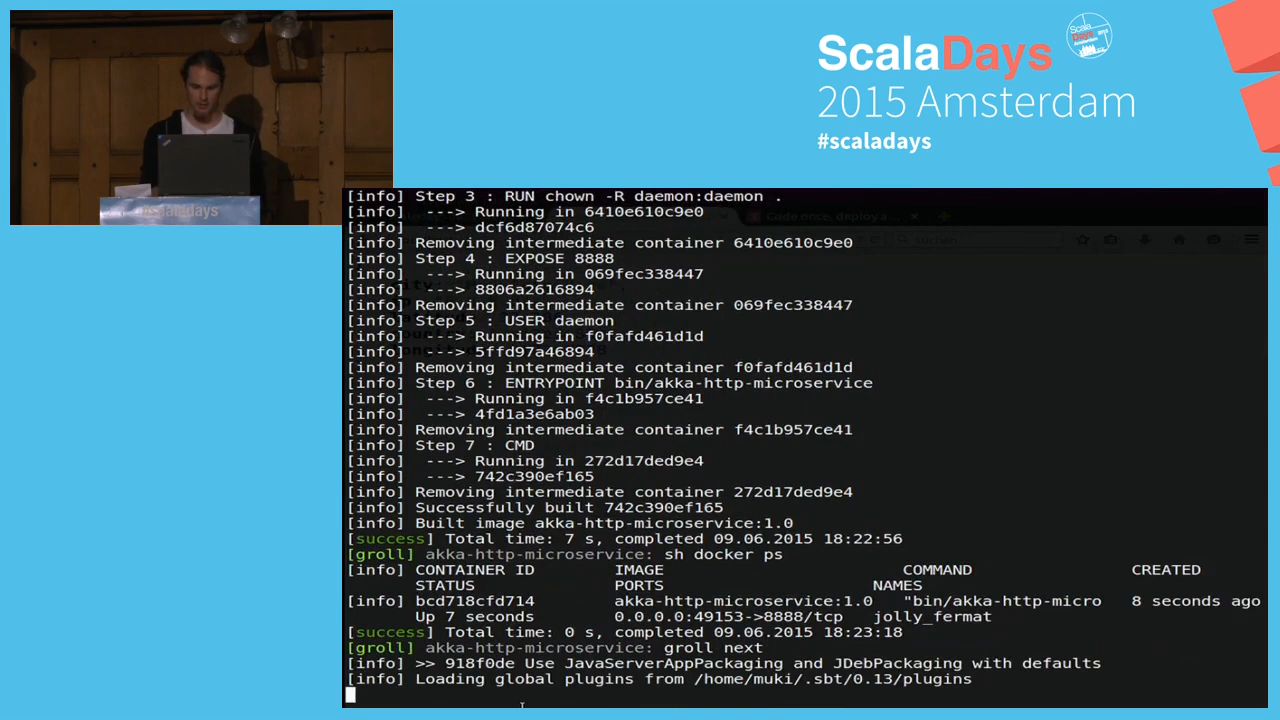 ScalaDays
2015 Amsterdam
#scaladays
#scaladays
[info] Step 3 : RUN chown -R daemon:daemon .
[info]  ---> Running in 6410e610c9e0
[info]  ---> dcf6d87074c6
[info] Removing intermediate container 6410e610c9e0
[info] Step 4 : EXPOSE 8888
[info]  ---> Running in 069fec338447
[info]  ---> 8806a2616894
[info] Removing intermediate container 069fec338447
[info] Step 5 : USER daemon
[info]  ---> Running in f0fafd461d1d
[info]  ---> 5ffd97a46894
[info] Removing intermediate container f0fafd461d1d
[info] Step 6 : ENTRYPOINT bin/akka-http-microservice
[info]  ---> Running in f4c1b957ce41
[info]  ---> 4fd1a3e6ab03
[info] Removing intermediate container f4c1b957ce41
[info] Step 7 : CMD
[info]  ---> Running in 272d17ded9e4
[info]  ---> 742c390ef165
[info] Removing intermediate container 272d17ded9e4
[info] Successfully built 742c390ef165
[info] Built image akka-http-microservice:1.0
[success] Total time: 7 s, completed 09.06.2015 18:22:56
[groll] akka-http-microservice: sh docker ps
[info] CONTAINER ID IMAGE COMMAND CREATED
STATUS PORTS NAMES
[info] bcd718cfd714 akka-http-microservice:1.0 "bin/akka-http-micro 8 seconds ago
Up 7 seconds 0.0.0.0:49153->8888/tcp jolly_fermat
[success] Total time: 0 s, completed 09.06.2015 18:23:18
[groll] akka-http-microservice: groll next
[info] >> 918f0de Use JavaServerAppPackaging and JDebPackaging with defaults
[info] Loading global plugins from /home/muki/.sbt/0.13/plugins